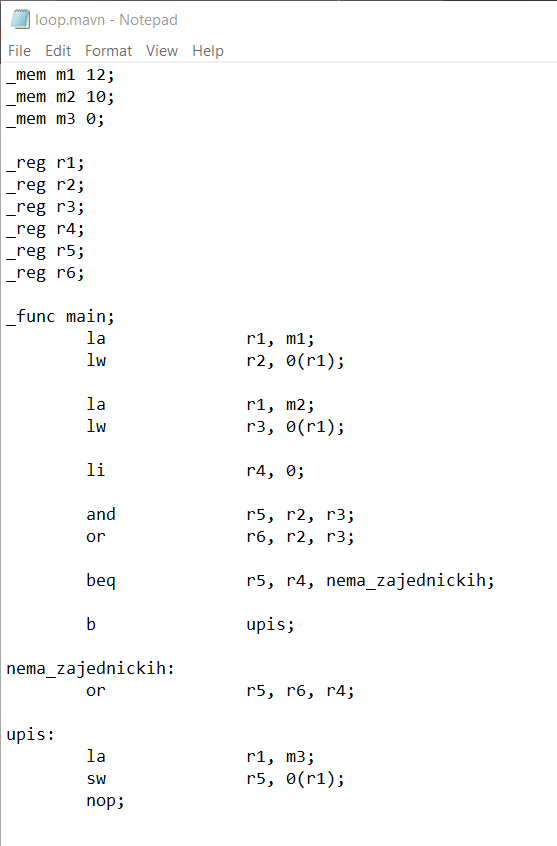 loop.mavn - Notepad
File Edit Format View Help
_mem m1 12;
_mem m2 10;
_mem m3 0;
_reg r1;
_reg r2;
_reg r3;
_reg r4;
_reg r5;
_reg r6;
_func main;
la r1, m1;
lw r2, 0(r1);
la r1, m2;
lw r3, 0(r1);
li r4, 0;
and r5, r2, r3;
or r6, r2, r3;
beq r5, r4, nema_zajednickih;
b upis;
nema_zajednickih:
or r5, r6, r4;
upis:
la r1, m3;
sw r5, 0(r1);
nop;